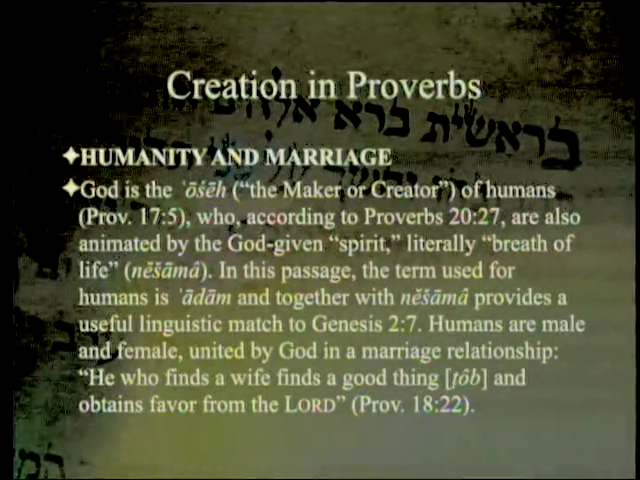 Creation in Proverbs
בראשית ברא אלהים
✦HUMANITY AND MARRIAGE
✦God is the ʿōśēh (“the Maker or Creator”) of humans
(Prov. 17:5), who, according to Proverbs 20:27, are also
animated by the God-given “spirit,” literally “breath of
life” (nĕšāmâ). In this passage, the term used for
humans is ʾādām and together with nĕšāmâ provides a
useful linguistic match to Genesis 2:7. Humans are male
and female, united by God in a marriage relationship:
“He who finds a wife finds a good thing [ṭôb] and
obtains favor from the LORD” (Prov. 18:22).